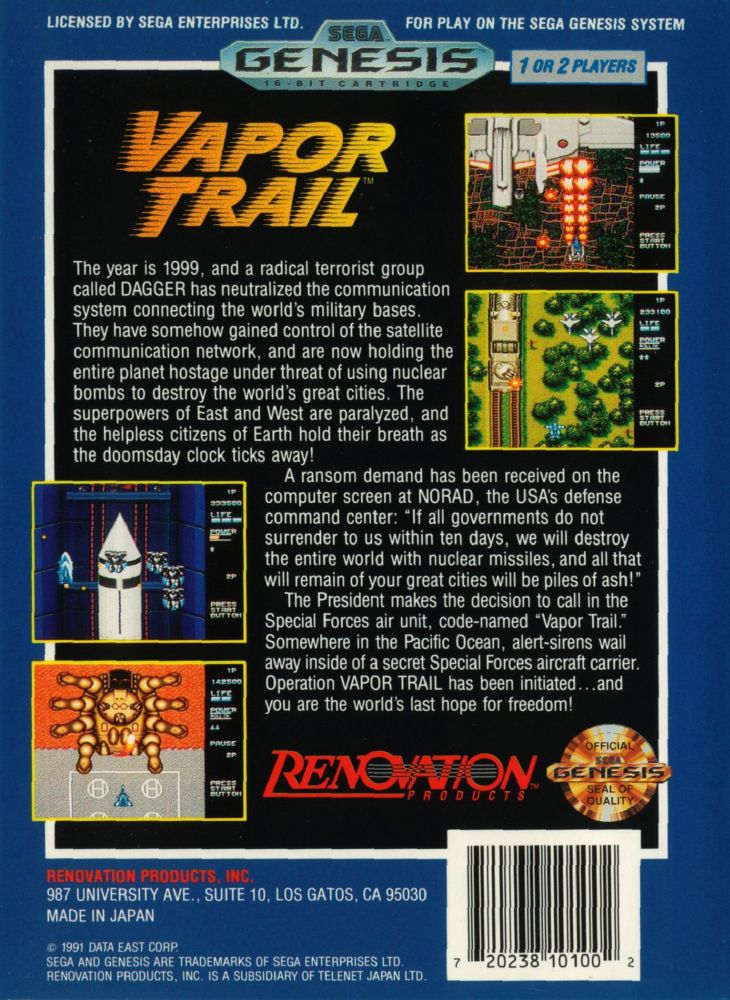 LICENSED BY SEGA ENTERPRISES LTD.
FOR PLAY ON THE SEGA GENESIS SYSTEM
SEGA
GENESIS™
16-BIT CARTRIDGE
1 OR 2 PLAYERS
VAPOR
TRAIL™
The year is 1999, and a radical terrorist group
called DAGGER has neutralized the communication
system connecting the world's military bases.
They have somehow gained control of the satellite
communication network, and are now holding the
entire planet hostage under threat of using nuclear
bombs to destroy the world's great cities. The
superpowers of East and West are paralyzed, and
the helpless citizens of Earth hold their breath as
the doomsday clock ticks away!
1P
13500
LIFE
POWER
PAUSE
2P
PRESS
START
BUTTON
1P
233100
LIFE
POWER
2P
PRESS
START
BUTTON
1P
333500
LIFE
POWER
2P
PRESS
START
BUTTON
1P
142500
LIFE
POWER
PAUSE
2P
PRESS
START
BUTTON
H
H
A ransom demand has been received on the
computer screen at NORAD, the USA's defense
command center: "If all governments do not
surrender to us within ten days, we will destroy
the entire world with nuclear missiles, and all that
will remain of your great cities will be piles of ash!"
The President makes the decision to call in the
Special Forces air unit, code-named "Vapor Trail."
Somewhere in the Pacific Ocean, alert-sirens wail
away inside of a secret Special Forces aircraft carrier.
Operation VAPOR TRAIL has been initiated...and
you are the world's last hope for freedom!
RENOVATION™
PRODUCTS
OFFICIAL
SEGA
GENESIS
SEAL OF
QUALITY
RENOVATION PRODUCTS, INC.
987 UNIVERSITY AVE., SUITE 10, LOS GATOS, CA 95030
MADE IN JAPAN
© 1991 DATA EAST CORP.
SEGA AND GENESIS ARE TRADEMARKS OF SEGA ENTERPRISES LTD.
RENOVATION PRODUCTS, INC. IS A SUBSIDIARY OF TELENET JAPAN LTD.
7 20238 10100 2